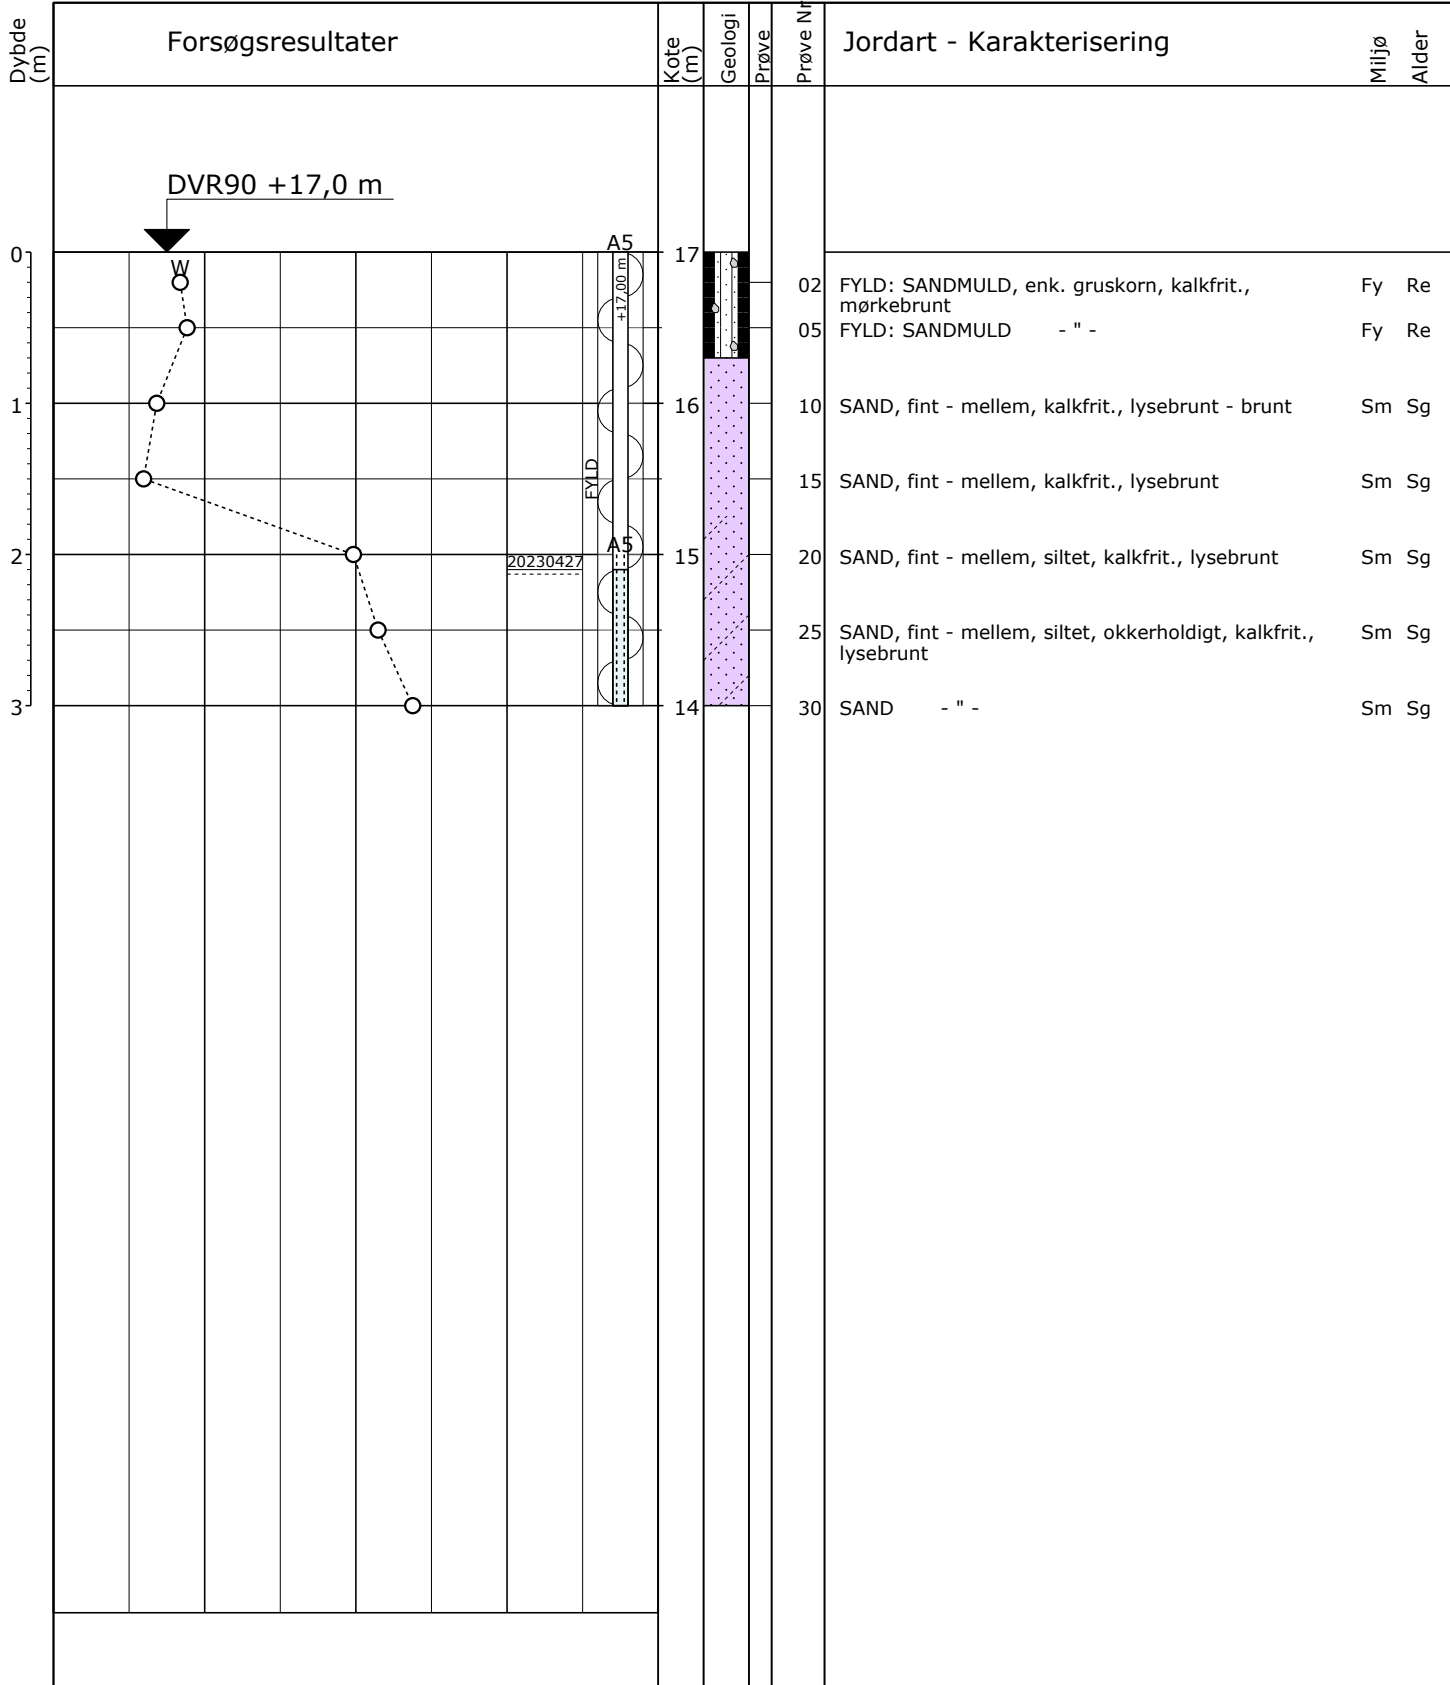 Dybde
(m)
Forsøgsresultater
Kote
(m)
Geologi
Prøve
Prøve Nr
Jordart - Karakterisering
Miljø
Alder
DVR90 +17,0 m
0
W
A5
+17,00 m
17
02 FYLD: SANDMULD, enk. gruskorn, kalkfrit., Fy Re
mørkebrunt
05 FYLD: SANDMULD - " - Fy Re
1
16
10 SAND, fint - mellem, kalkfrit., lysebrunt - brunt Sm Sg
FYLD
15 SAND, fint - mellem, kalkfrit., lysebrunt Sm Sg
2
20230427
A5
15
20 SAND, fint - mellem, siltet, kalkfrit., lysebrunt Sm Sg
25 SAND, fint - mellem, siltet, okkerholdigt, kalkfrit., Sm Sg
lysebrunt
3
14
30 SAND - " - Sm Sg